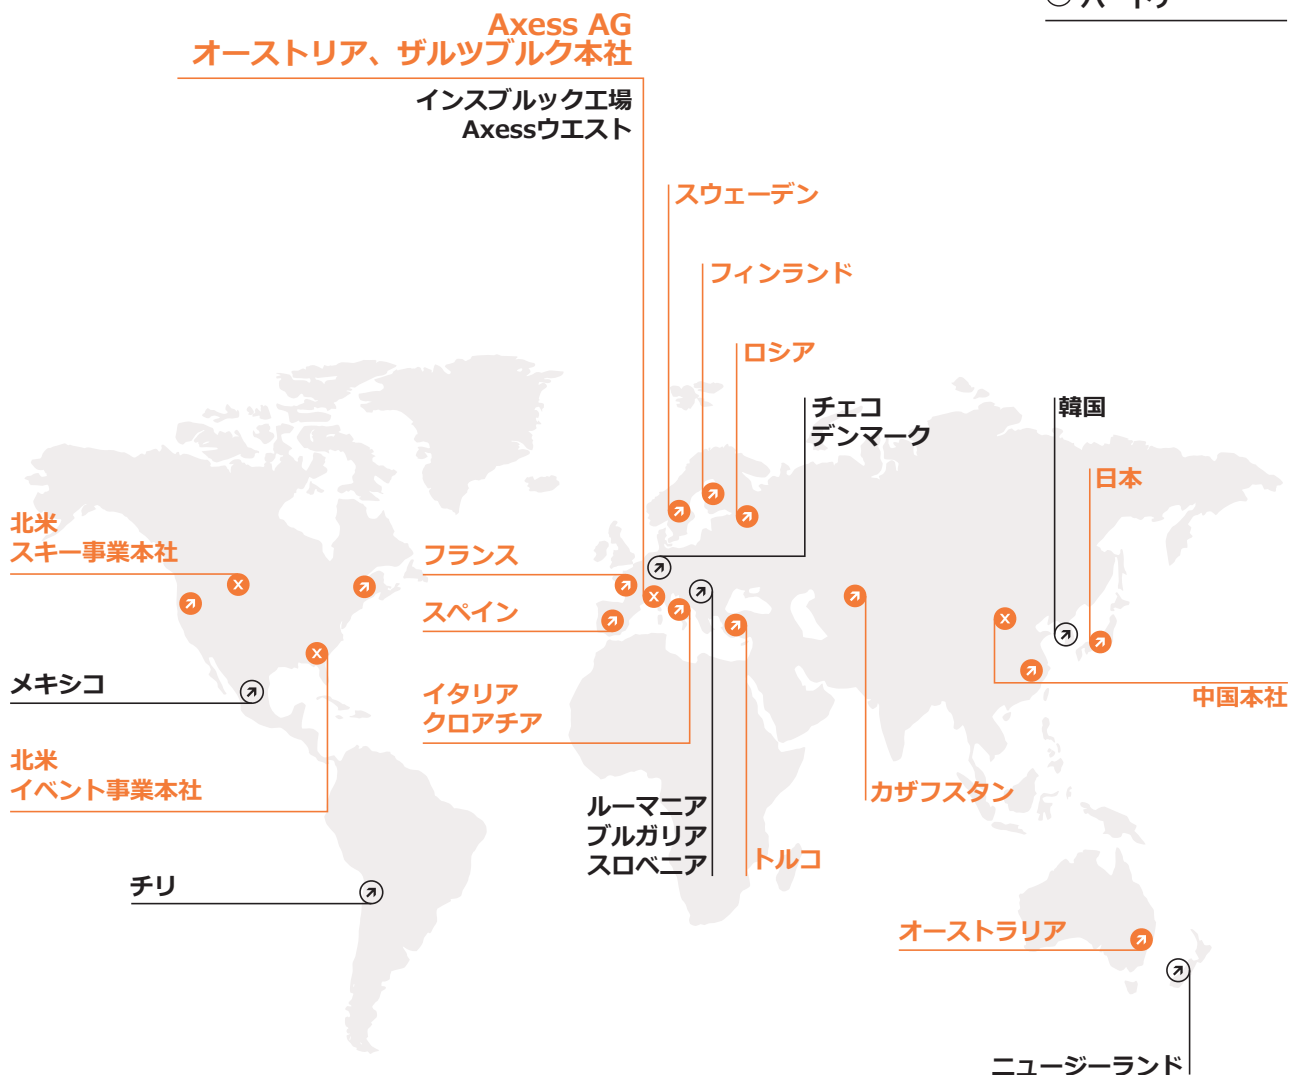 Axess AG
オーストリア、ザルツブルク本社
インスブルック工場
Axessウエスト
スウェーデン
フィンランド
ロシア
チェコ
デンマーク
韓国
日本
北米
スキー事業本社
フランス
スペイン
メキシコ
イタリア
クロアチア
中国本社
北米
イベント事業本社
ルーマニア
ブルガリア
スロベニア
トルコ
カザフスタン
チリ
オーストラリア
ニュージーランド